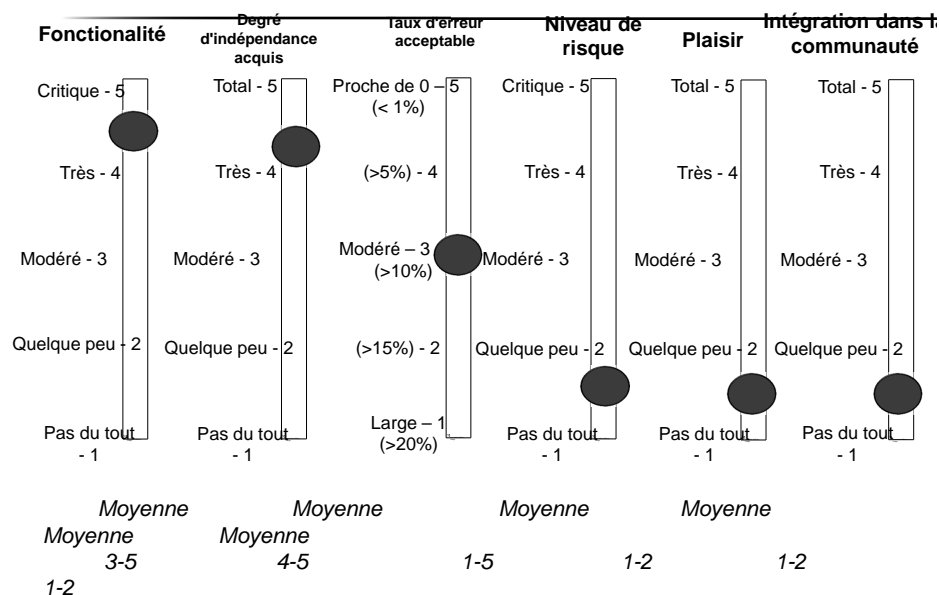 Fonctionalité
Degré
d'indépendance
acquis
Taux d'erreur
acceptable
Niveau de
risque
Plaisir
Intégration dans la
communauté
Critique - 5
Très - 4
Modéré - 3
Quelque peu - 2
Pas du tout
- 1
Total - 5
Très - 4
Modéré - 3
Quelque peu - 2
Pas du tout
- 1
Proche de 0 – 5
(< 1%)
(>5%) - 4
Modéré – 3
(>10%)
(>15%) - 2
Large – 1
(>20%)
Critique - 5
Très - 4
Modéré - 3
Quelque peu - 2
Pas du tout
- 1
Total - 5
Très - 4
Modéré - 3
Quelque peu - 2
Pas du tout
- 1
Total - 5
Très - 4
Modéré - 3
Quelque peu - 2
Pas du tout
- 1
Moyenne Moyenne Moyenne Moyenne
Moyenne Moyenne
3-5 4-5 1-5 1-2 1-2
1-2